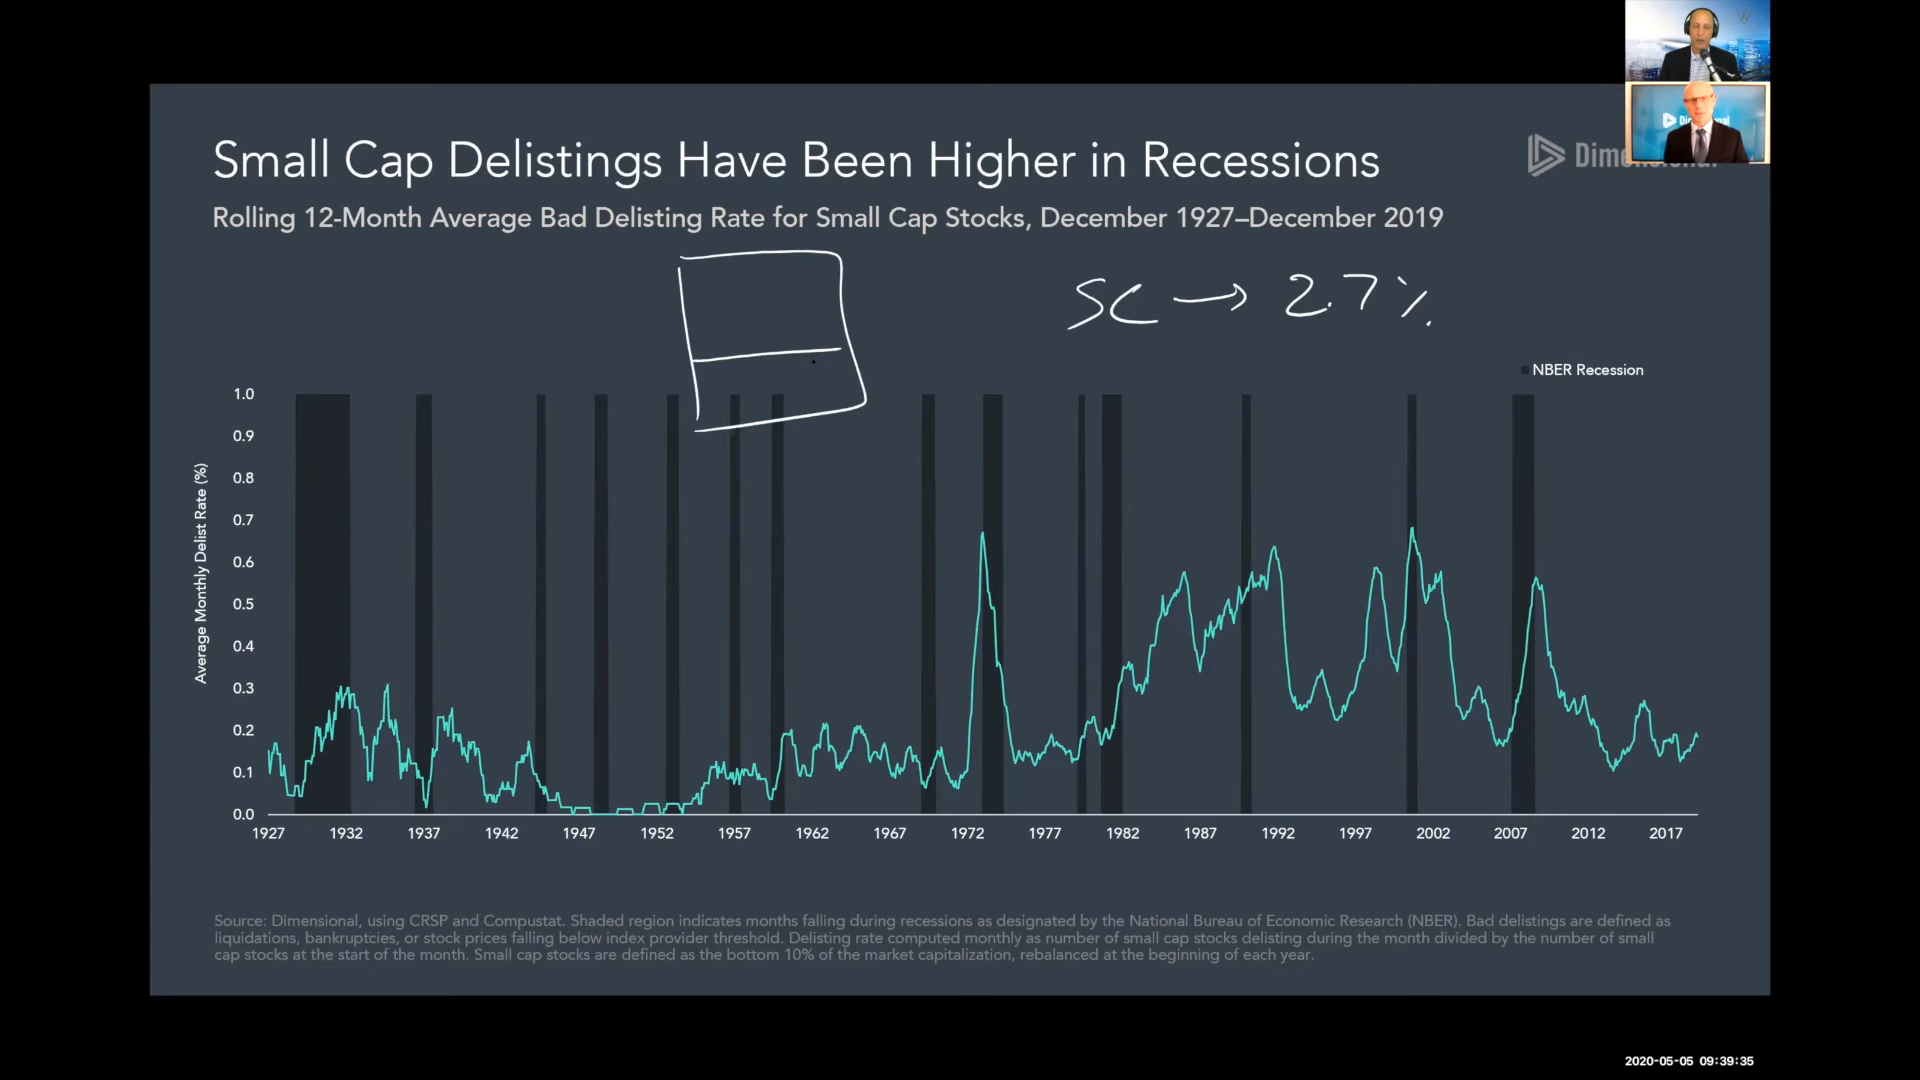 Small Cap Delistings Have Been Higher in Recessions
Dimensional
Rolling 12-Month Average Bad Delisting Rate for Small Cap Stocks, December 1927–December 2019
SC → 2.7%
NBER Recession
Average Monthly Delist Rate (%)
1.0
0.9
0.8
0.7
0.6
0.5
0.4
0.3
0.2
0.1
0.0
1927 1932 1937 1942 1947 1952 1957 1962 1967 1972 1977 1982 1987 1992 1997 2002 2007 2012 2017
Source: Dimensional, using CRSP and Compustat. Shaded region indicates months falling during recessions as designated by the National Bureau of Economic Research (NBER). Bad delistings are defined as
liquidations, bankruptcies, or stock prices falling below index provider threshold. Delisting rate computed monthly as number of small cap stocks delisting during the month divided by the number of small
cap stocks at the start of the month. Small cap stocks are defined as the bottom 10% of the market capitalization, rebalanced at the beginning of each year.
2020-05-05 09:39:35